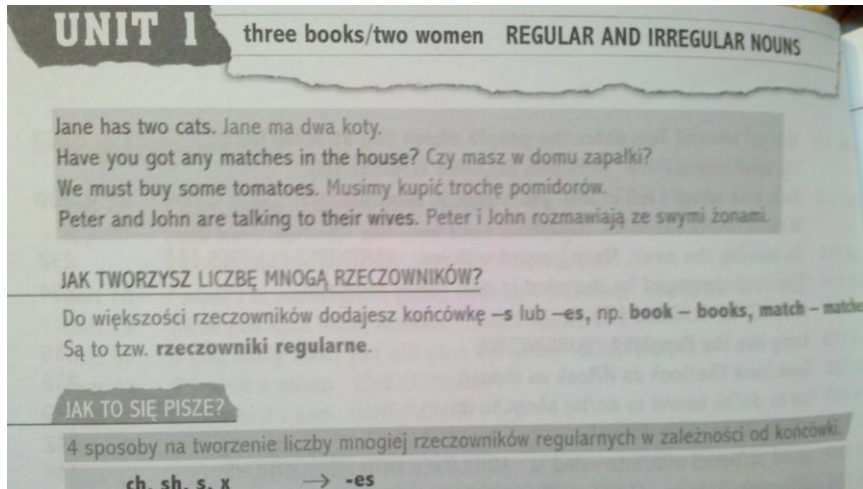 UNIT 1 three books/two women REGULAR AND IRREGULAR NOUNS
Jane has two cats. Jane ma dwa koty.
Have you got any matches in the house? Czy masz w domu zapałki?
We must buy some tomatoes. Musimy kupić trochę pomidorów.
Peter and John are talking to their wives. Peter i John rozmawiają ze swymi żonami.
JAK TWORZYSZ LICZBĘ MNOGĄ RZECZOWNIKÓW?
Do większości rzeczowników dodajesz końcówkę –s lub –es, np. book – books, match –
Są to tzw. rzeczowniki regularne.
JAK TO SIĘ PISZE?
4 sposoby na tworzenie liczby mnogiej rzeczowników regularnych w zależności od końcówki.
ch, sh, s, x → -es